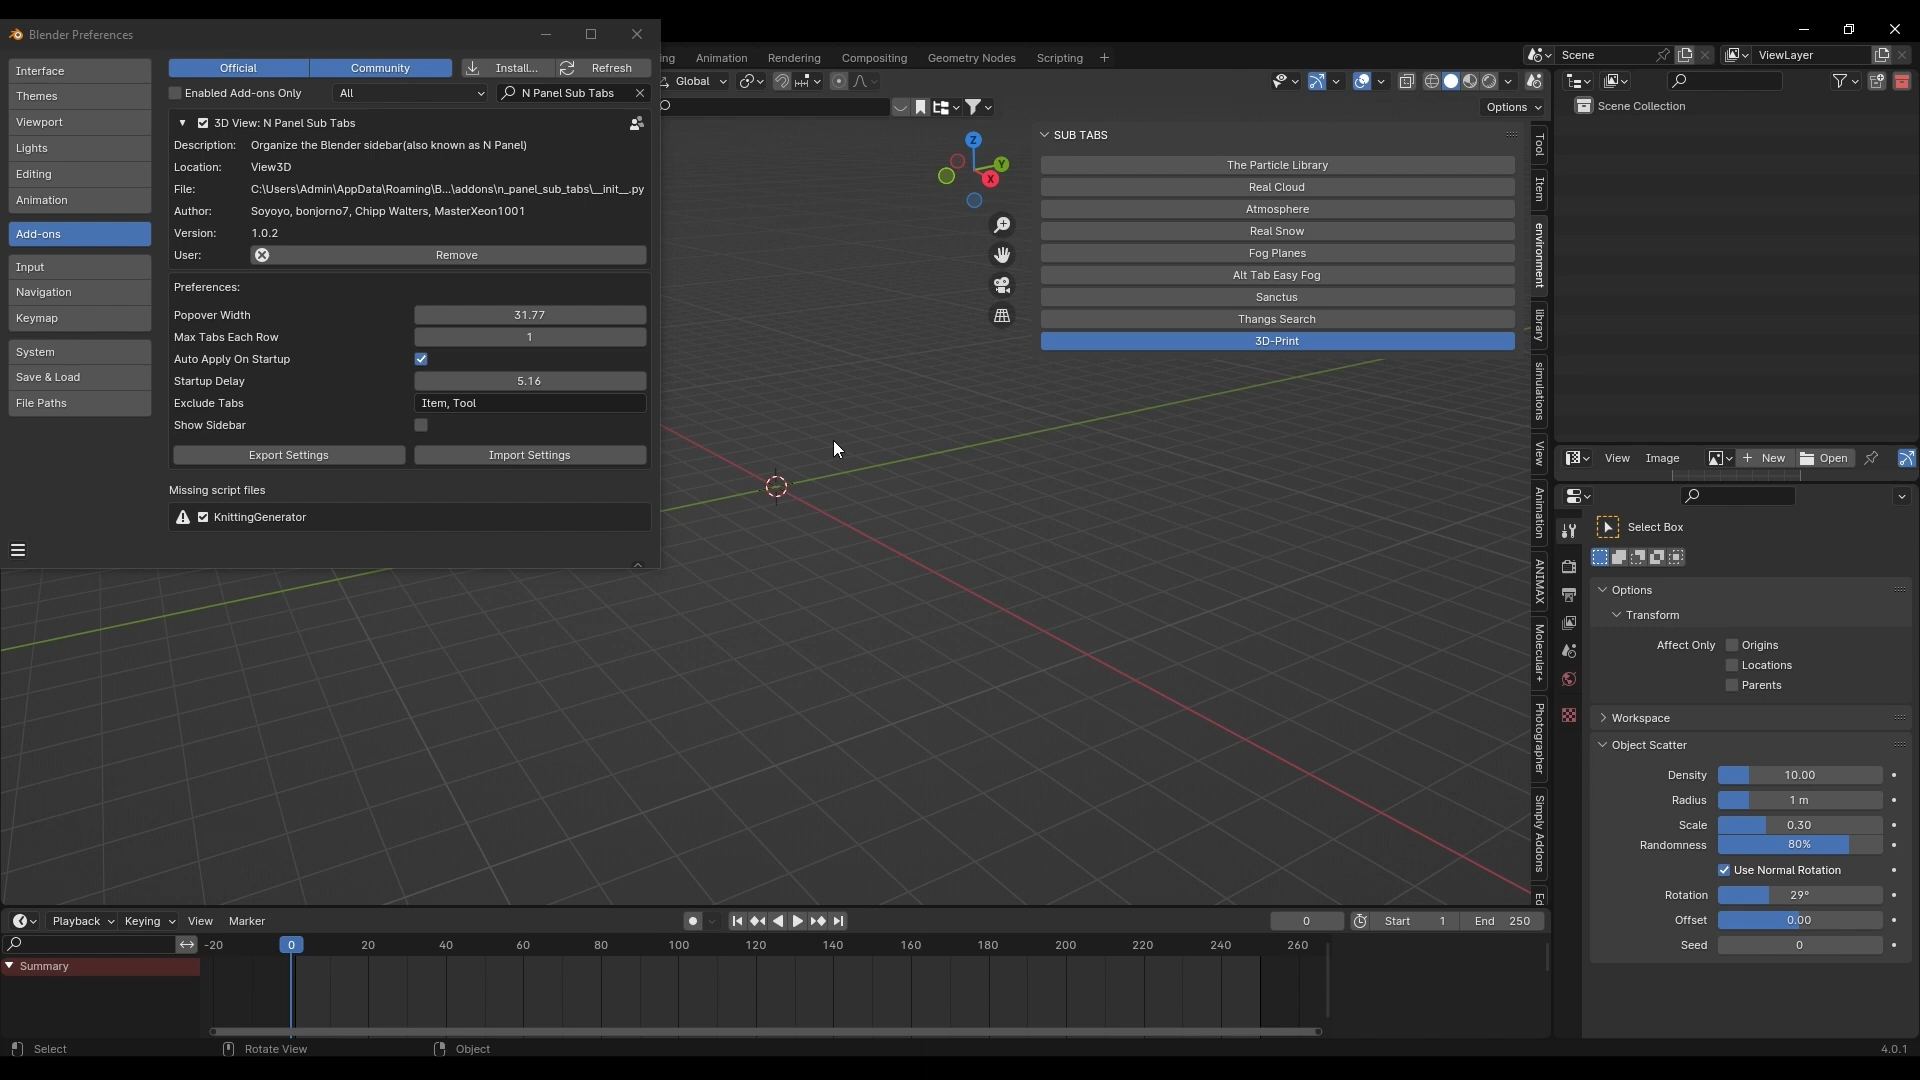 Blender Preferences
Interface
Themes
Viewport
Lights
Editing
Animation
Add-ons
Input
Navigation
Keymap
System
Save & Load
File Paths
Official
Community
Install...
Refresh
Enabled Add-ons Only
All
N Panel Sub Tabs
3D View: N Panel Sub Tabs
Description: Organize the Blender sidebar(also known as N Panel)
Location: View3D
File: C:\Users\Admin\AppData\Roaming\B...\addons\n_panel_sub_tabs\__init__.py
Author: Soyoyo, bonjorno7, Chipp Walters, MasterXeon1001
Version: 1.0.2
User: Remove
Preferences:
Popover Width 31.77
Max Tabs Each Row 1
Auto Apply On Startup
Startup Delay 5.16
Exclude Tabs Item, Tool
Show Sidebar
Export Settings
Import Settings
Missing script files
KnittingGenerator
ng
Animation
Rendering
Compositing
Geometry Nodes
Scripting
+
Scene
ViewLayer
Global
Options
Z
Y
X
SUB TABS
The Particle Library
Real Cloud
Atmosphere
Real Snow
Fog Planes
Alt Tab Easy Fog
Sanctus
Thangs Search
3D-Print
Tool
Item
environment
library
simulations
View
Animation
ANIMAX
Molecular+
Photographer
Simply Addons
Ed
Scene Collection
View
Image
New
Open
Select Box
Options
Transform
Affect Only
Origins
Locations
Parents
Workspace
Object Scatter
Density 10.00
Radius 1 m
Scale 0.30
Randomness 80%
Use Normal Rotation
Rotation 29°
Offset 0.00
Seed 0
Playback
Keying
View
Marker
0
Start 1
End 250
-20 0 20 40 60 80 100 120 140 160 180 200 220 240 260
Summary
Select
Rotate View
Object
4.0.1